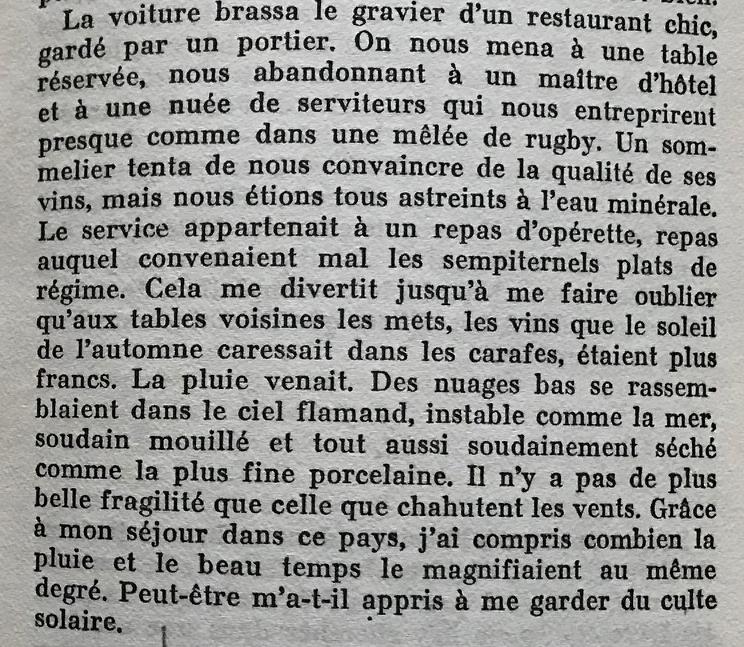 La voiture brassa le gravier d'un restaurant chic,
gardé par un portier. On nous mena à une table
réservée, nous abandonnant à un maître d'hôtel
et à une nuée de serviteurs qui nous entreprirent
presque comme dans une mêlée de rugby. Un som-
melier tenta de nous convaincre de la qualité de ses
vins, mais nous étions tous astreints à l'eau minérale.
Le service appartenait à un repas d'opérette, repas
auquel convenaient mal les sempiternels plats de
régime. Cela me divertit jusqu'à me faire oublier
qu'aux tables voisines les mets, les vins que le soleil
de l'automne caressait dans les carafes, étaient plus
francs. La pluie venait. Des nuages bas se rassem-
blaient dans le ciel flamand, instable comme la mer,
soudain mouillé et tout aussi soudainement séché
comme la plus fine porcelaine. Il n'y a pas de plus
belle fragilité que celle que chahutent les vents. Grâce
à mon séjour dans ce pays, j'ai compris combien la
pluie et le beau temps le magnifiaient au même
degré. Peut-être m'a-t-il appris à me garder du culte
solaire.